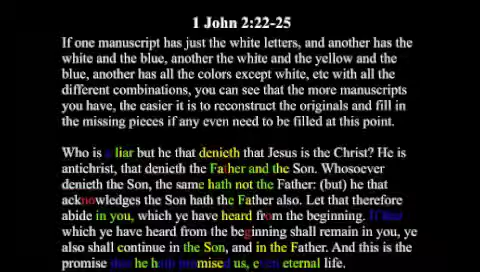 1 John 2:22-25
If one manuscript has just the white letters, and another has the
white and the blue, another the white and the yellow and the
blue, another has all the colors except white, etc with all the
different combinations, you can see that the more manuscripts
you have, the easier it is to reconstruct the originals and fill in
the missing pieces if any even need to be filled at this point.
Who is a liar but he that denieth that Jesus is the Christ? He is
antichrist, that denieth the Father and the Son. Whosoever
denieth the Son, the same hath not the Father: (but) he that
acknowledges the Son hath the Father also. Let that therefore
abide in you, which ye have heard from the beginning. If that
which ye have heard from the beginning shall remain in you, ye
also shall continue in the Son, and in the Father. And this is the
promise that he hath promised us, even eternal life.